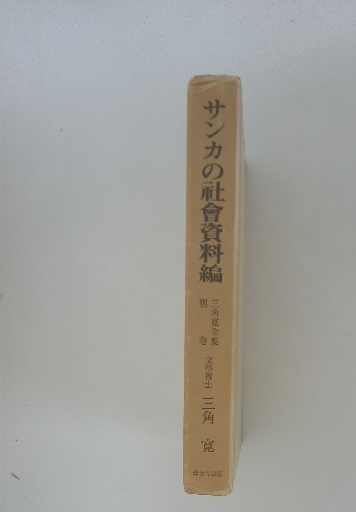 サンカの社會資料編
三角寛全集
別巻
文學博士 三角 寛